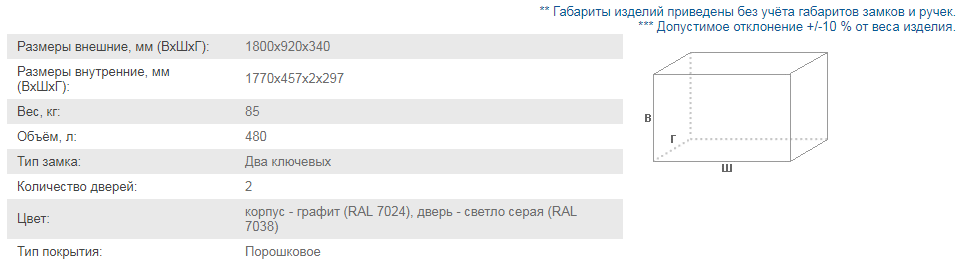 ** Габариты изделий приведены без учёта габаритов замков и ручек.
*** Допустимое отклонение +/-10 % от веса изделия.
Размеры внешние, мм (ВхШхГ): 1800x920x340
Размеры внутренние, мм
(ВхШхГ): 1770x457x2x297
Вес, кг: 85
Объём, л: 480
Тип замка: Два ключевых
Количество дверей: 2
Цвет: корпус - графит (RAL 7024), дверь - светло серая (RAL
7038)
Тип покрытия: Порошковое
В
Г
Ш